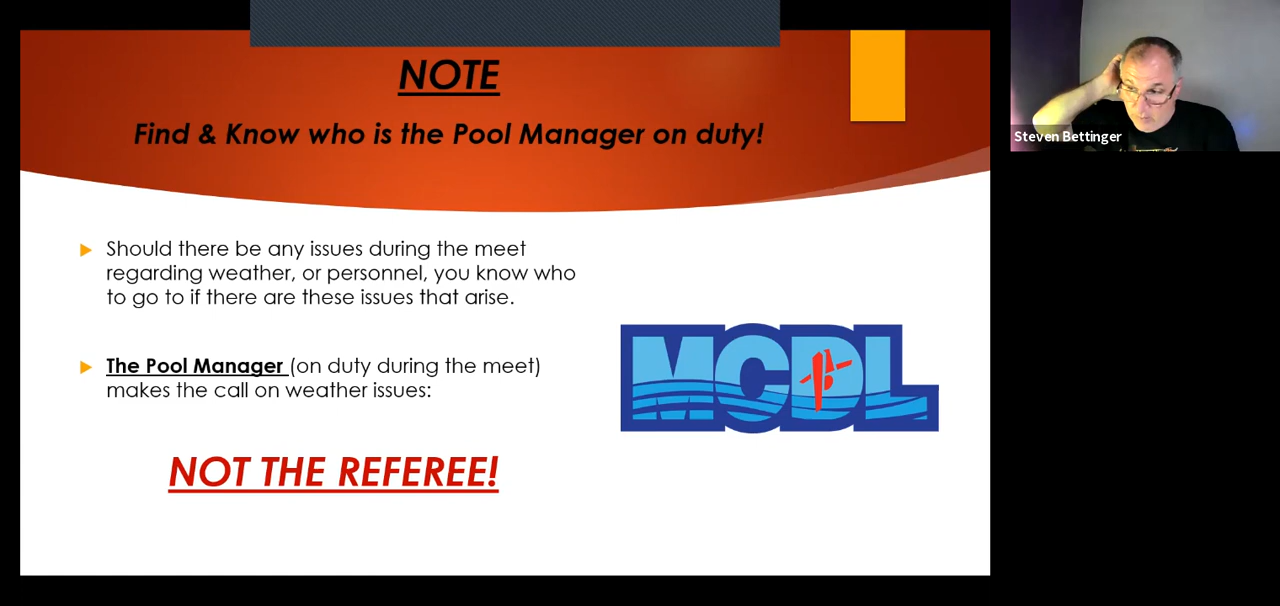 NOTE
Find & Know who is the Pool Manager on duty!
Steven Bettinger
Should there be any issues during the meet
regarding weather, or personnel, you know who
to go to if there are these issues that arise.
The Pool Manager (on duty during the meet)
makes the call on weather issues:
MCDL
NOT THE REFEREE!